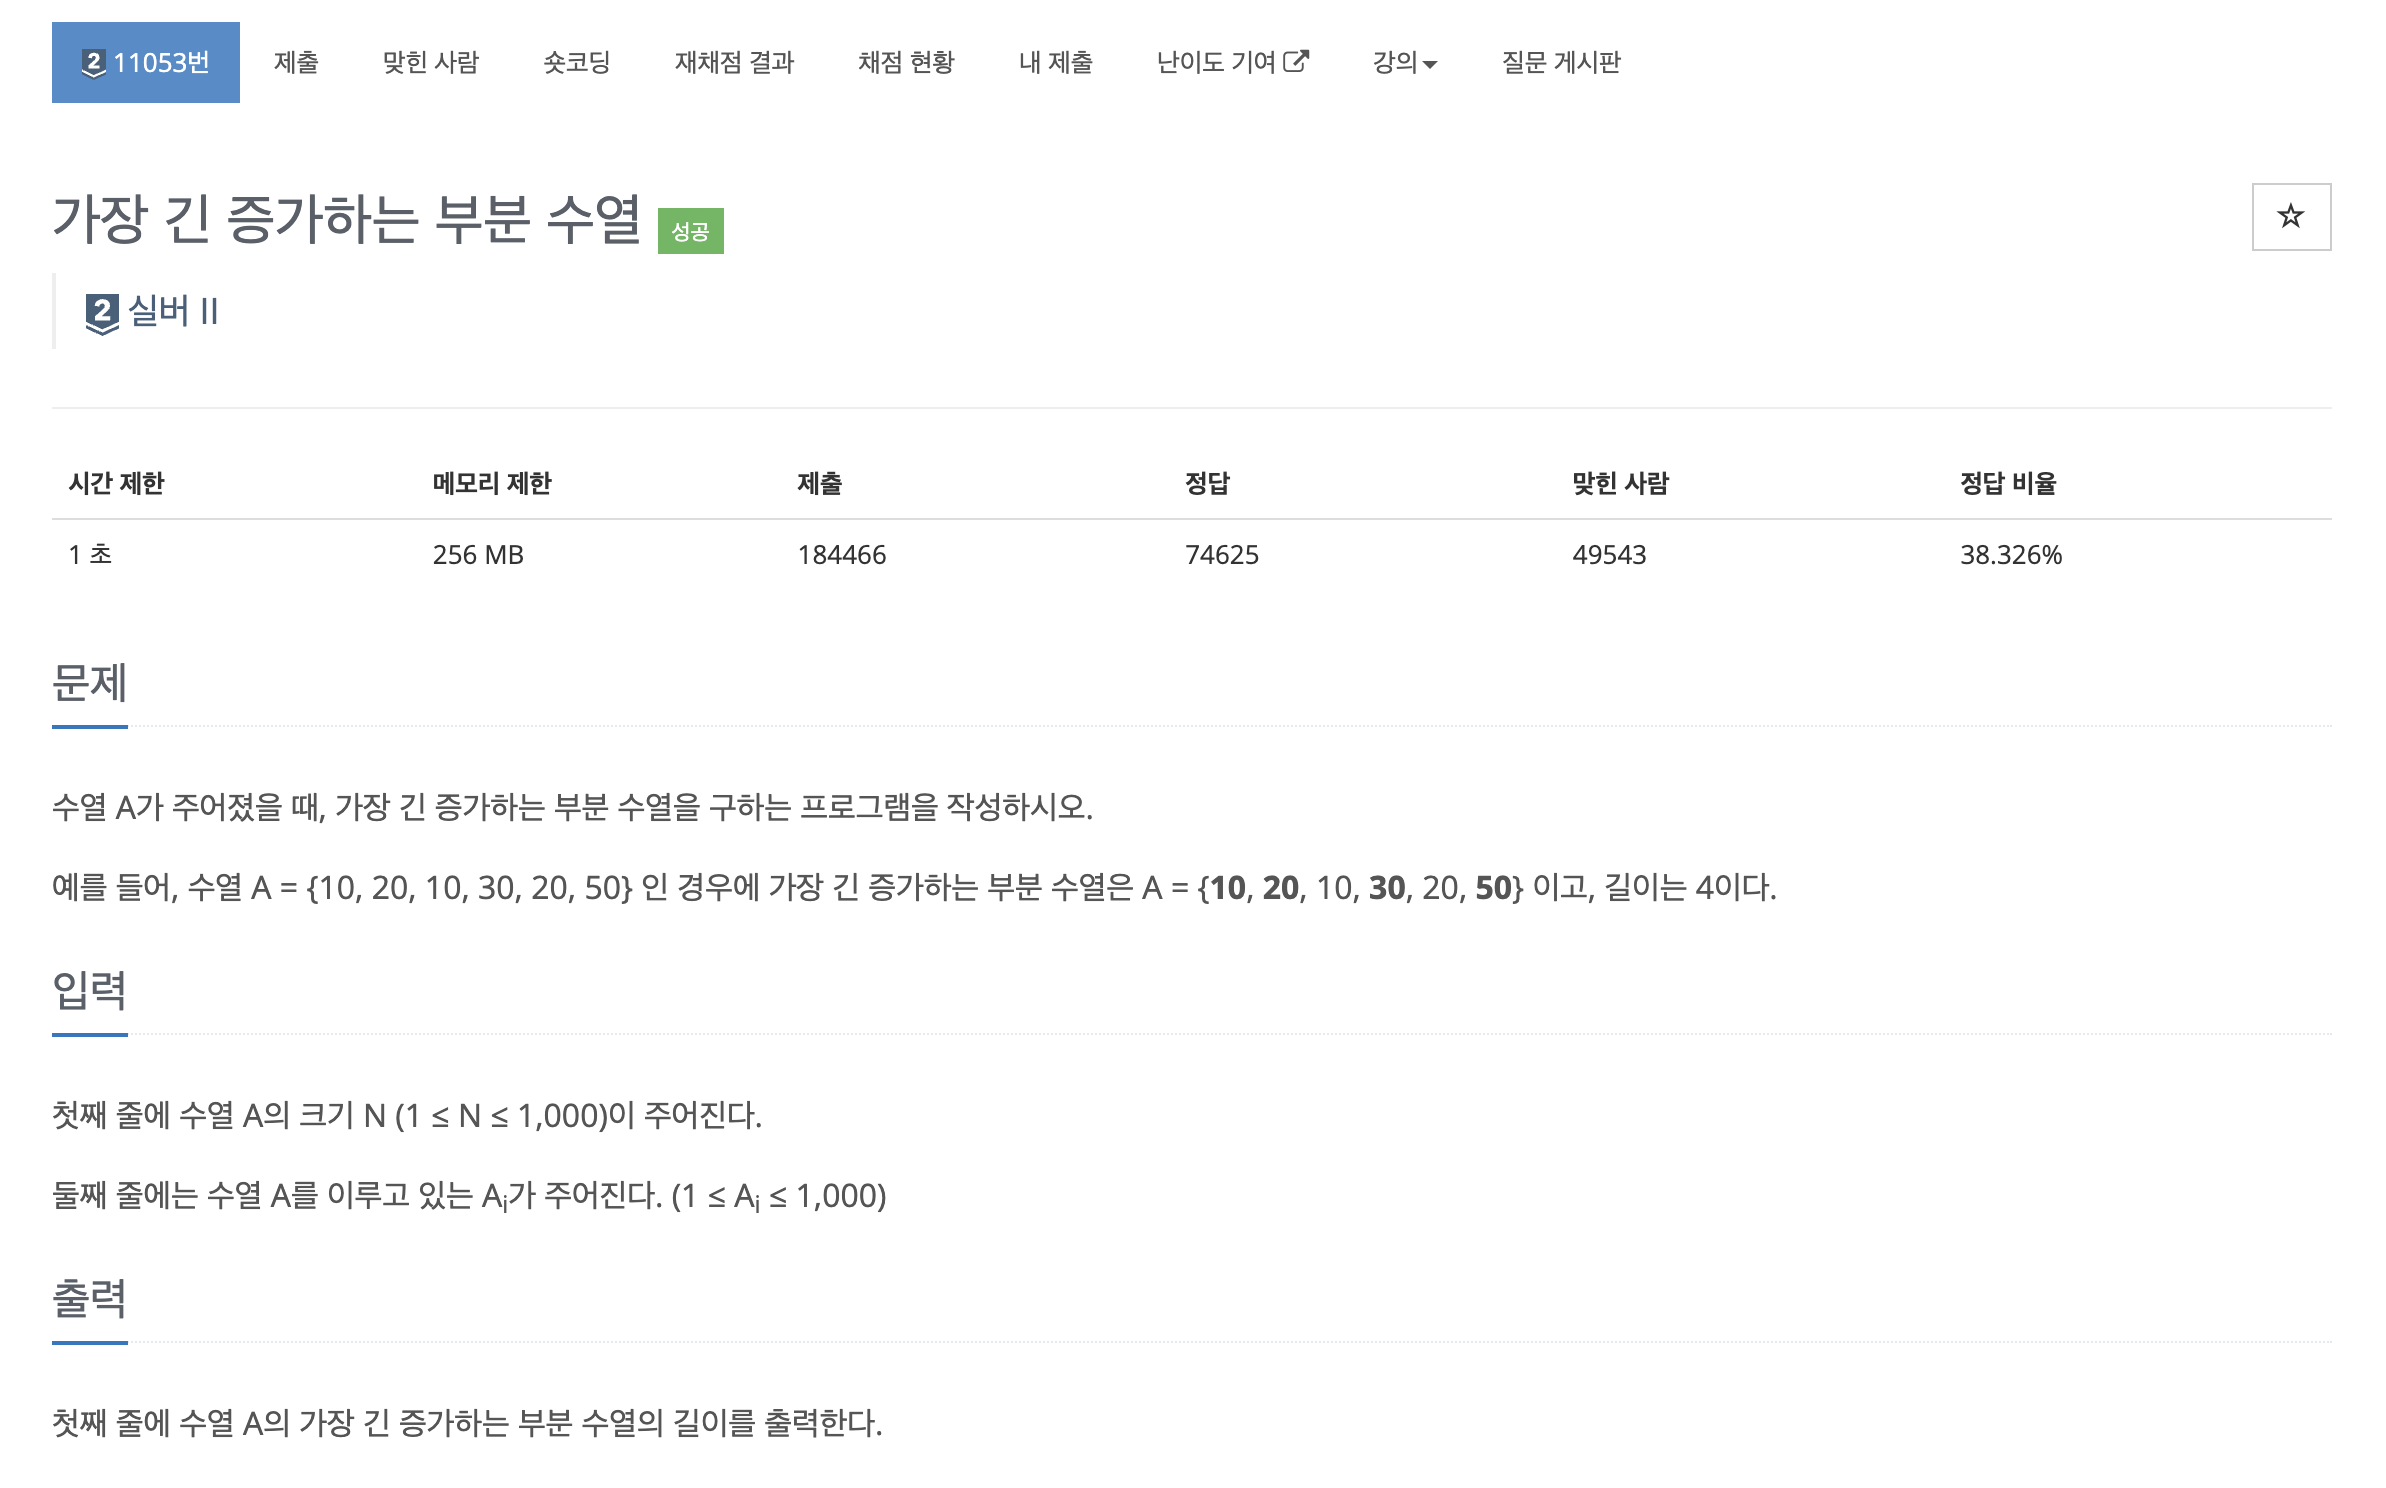 2 11053번 제출 맞힌 사람 숏코딩 재채점 결과 채점 현황 내 제출 난이도 기여 강의 질문 게시판
가장 긴 증가하는 부분 수열 성공
2 실버 II
시간 제한 메모리 제한 제출 정답 맞힌 사람 정답 비율
1 초 256 MB 184466 74625 49543 38.326%
문제
수열 A가 주어졌을 때, 가장 긴 증가하는 부분 수열을 구하는 프로그램을 작성하시오.
예를 들어, 수열 A = {10, 20, 10, 30, 20, 50} 인 경우에 가장 긴 증가하는 부분 수열은 A = {10, 20, 10, 30, 20, 50} 이고, 길이는 4이다.
입력
첫째 줄에 수열 A의 크기 N (1 ≤ N ≤ 1,000)이 주어진다.
둘째 줄에는 수열 A를 이루고 있는 Ai가 주어진다. (1 ≤ Ai ≤ 1,000)
출력
첫째 줄에 수열 A의 가장 긴 증가하는 부분 수열의 길이를 출력한다.